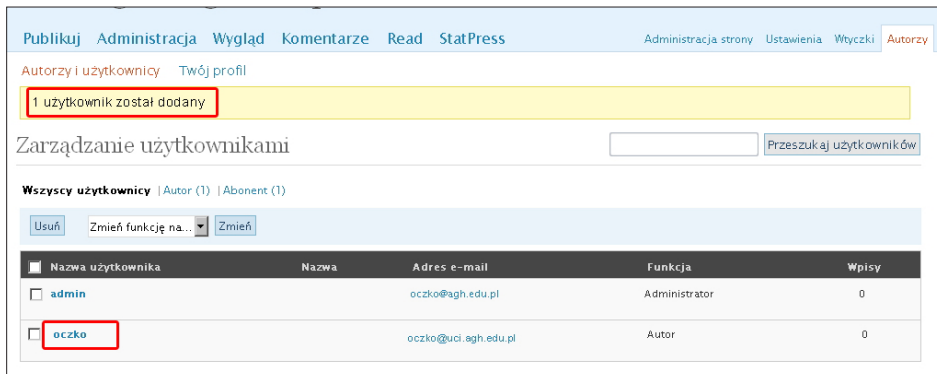 Publikuj Administracja Wygląd Komentarze Read StatPress Administracja strony Ustawienia Wtyczki Autorzy
Autorzy i użytkownicy Twój profil
1 użytkownik został dodany
Zarządzanie użytkownikami Przeszukaj użytkowników
Wszyscy użytkownicy | Autor (1) | Abonent (1)
Usuń Zmień funkcję na... Zmień
Nazwa użytkownika Nazwa Adres e-mail Funkcja Wpisy
admin oczko@agh.edu.pl Administrator 0
oczko oczko@uci.agh.edu.pl Autor 0